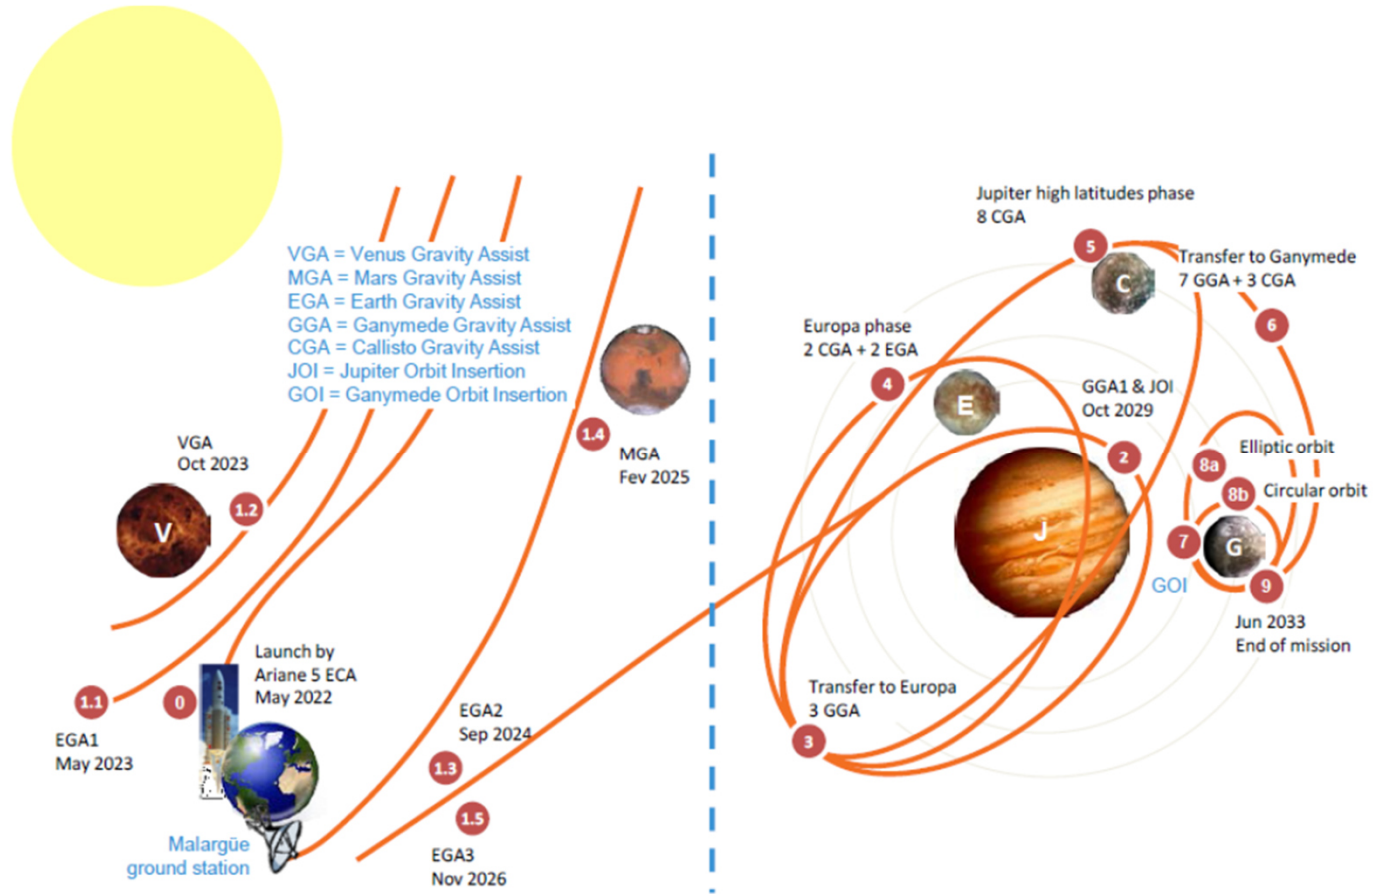 VGA = Venus Gravity Assist
MGA = Mars Gravity Assist
EGA = Earth Gravity Assist
GGA = Ganymede Gravity Assist
CGA = Callisto Gravity Assist
JOI = Jupiter Orbit Insertion
GOI = Ganymede Orbit Insertion
VGA
Oct 2023
1.2
V
1.4
MGA
Fev 2025
Launch by
Ariane 5 ECA
May 2022
0
1.1
EGA1
May 2023
EGA2
Sep 2024
1.3
1.5
EGA3
Nov 2026
Malargüe
ground station
Jupiter high latitudes phase
8 CGA
5
C
Transfer to Ganymede
7 GGA + 3 CGA
6
Europa phase
2 CGA + 2 EGA
4
E
GGA1 & JOI
Oct 2029
2
J
Elliptic orbit
8a
8b
Circular orbit
7
G
GOI
9
Jun 2033
End of mission
Transfer to Europa
3 GGA
3